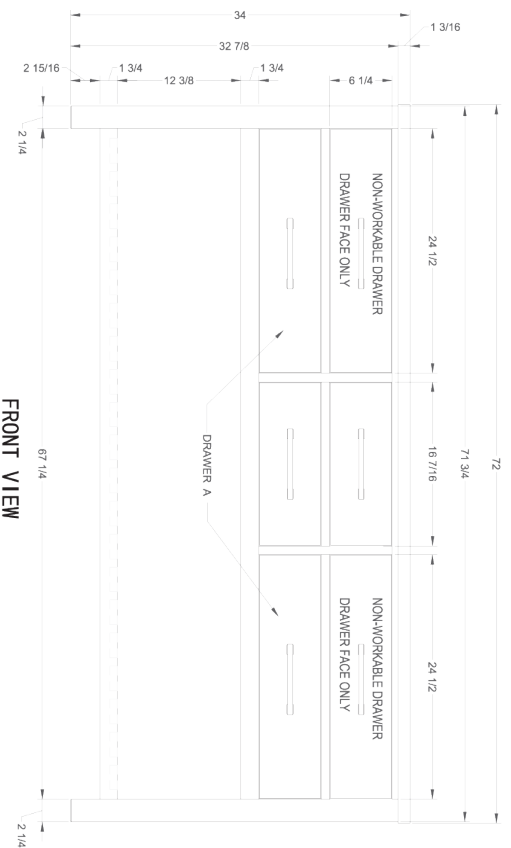 72
71 3/4
24 1/2
16 7/16
24 1/2
1 3/16
34
32 7/8
6 1/4
1 3/4
12 3/8
1 3/4
2 15/16
NON-WORKABLE DRAWER
DRAWER FACE ONLY
NON-WORKABLE DRAWER
DRAWER FACE ONLY
DRAWER A
2 1/4
67 1/4
2 1/4
FRONT VIEW